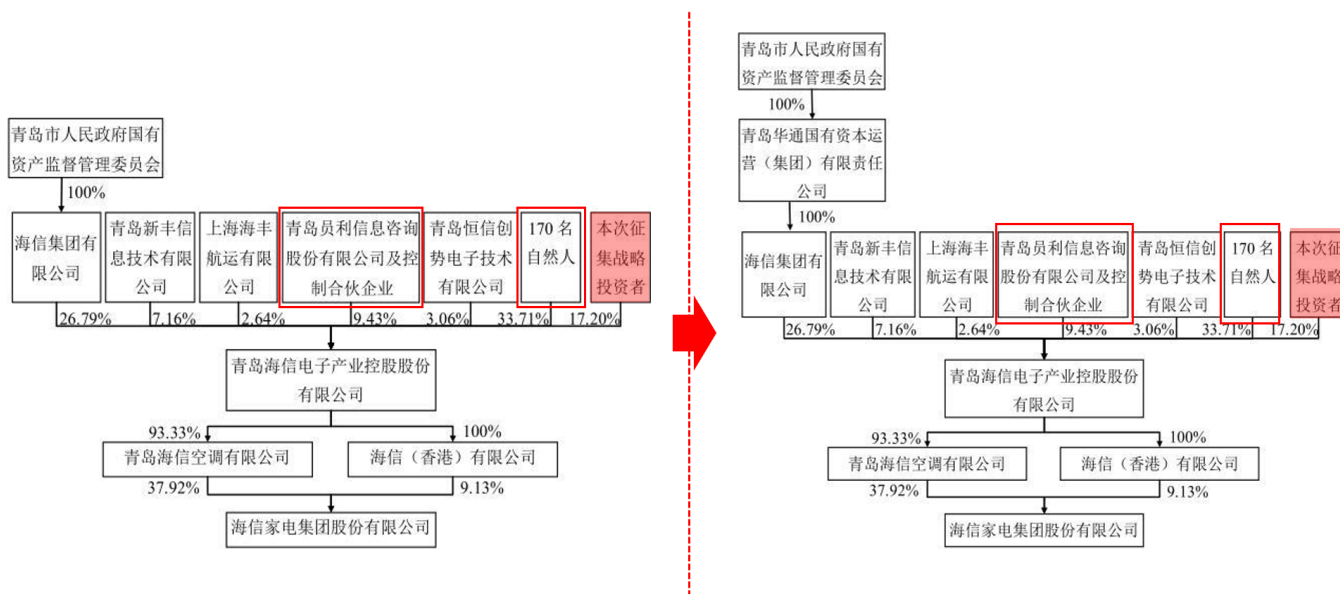 青岛市人民政府国有
资产监督管理委员会
100%
海信集团有
限公司
青岛新丰信
息技术有限
公司
上海海丰
航运有限
公司
青岛员利信息咨询
股份有限公司及控
制合伙企业
青岛恒信创
势电子技术
有限公司
170 名
自然人
本次征
集战略
投资者
26.79%
7.16%
2.64%
9.43%
3.06%
33.71%
17.20%
青岛海信电子产业控股股份
有限公司
93.33%
100%
青岛海信空调有限公司
海信（香港）有限公司
37.92%
9.13%
海信家电集团股份有限公司
青岛市人民政府国有
资产监督管理委员会
100%
青岛华通国有资本运
营（集团）有限责任
公司
100%
海信集团有
限公司
青岛新丰信
息技术有限
公司
上海海丰
航运有限
公司
青岛员利信息咨询
股份有限公司及控
制合伙企业
青岛恒信创
势电子技术
有限公司
170 名
自然人
本次征
集战略
投资者
26.79%
7.16%
2.64%
9.43%
3.06%
33.71%
17.20%
青岛海信电子产业控股股份
有限公司
93.33%
100%
青岛海信空调有限公司
海信（香港）有限公司
37.92%
9.13%
海信家电集团股份有限公司